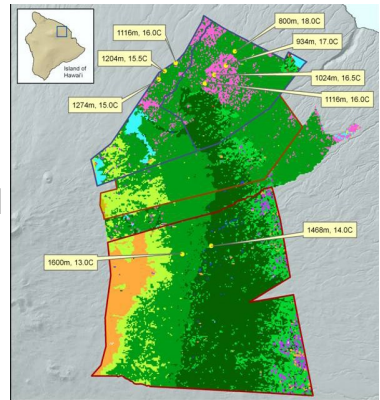 1116m, 16.0C
800m, 18.0C
934m, 17.0C
1204m, 15.5C
Island of
Hawai'i
1024m, 16.5C
1274m, 15.0C
1116m, 16.0C
1468m, 14.0C
1600m, 13.0C